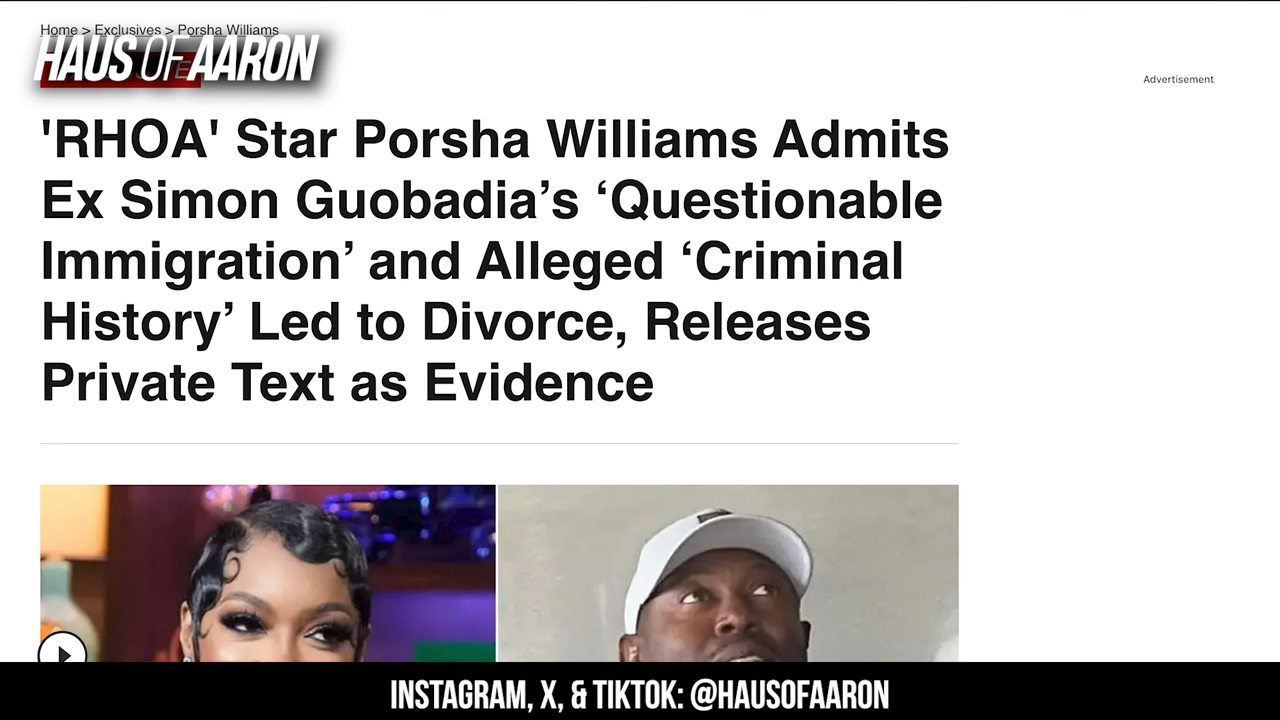 Home > Exclusives > Porsha Williams
HAUS OF AARON
Advertisement
'RHOA' Star Porsha Williams Admits
Ex Simon Guobadia’s ‘Questionable
Immigration’ and Alleged ‘Criminal
History’ Led to Divorce, Releases
Private Text as Evidence
INSTAGRAM, X, & TIKTOK: @HAUSOFAARON